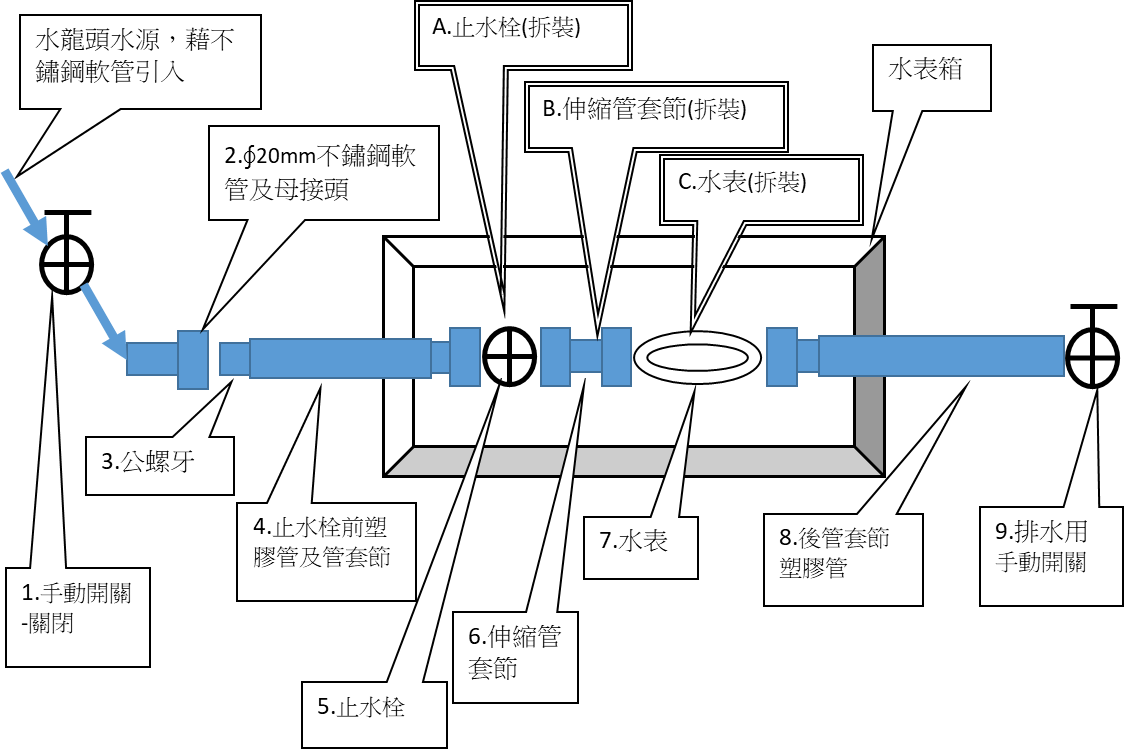 水龍頭水源，藉不
鏽鋼軟管引入
A.止水栓(拆裝)
B.伸縮管套節(拆裝)
C.水表(拆裝)
水表箱
2.∮20mm不鏽鋼軟
管及母接頭
3.公螺牙
4.止水栓前塑
膠管及管套節
1.手動開關
-關閉
5.止水栓
6.伸縮管
套節
7.水表
8.後管套節
塑膠管
9.排水用
手動開關